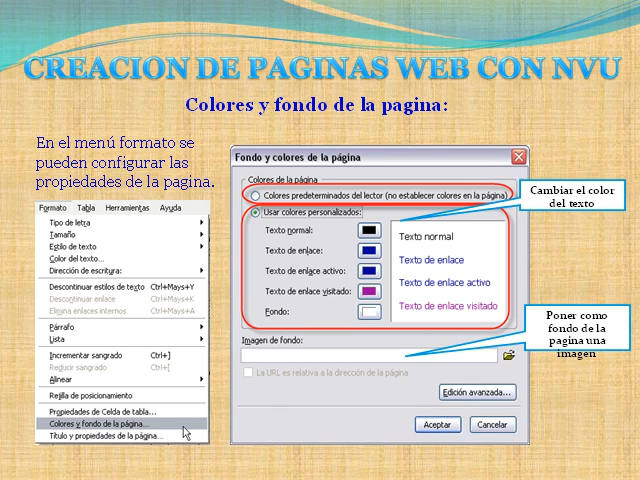 CREACION DE PAGINAS WEB CON NVU
Colores y fondo de la pagina:
En el menú formato se
pueden configurar las
propiedades de la pagina.
Formato Tabla Herramientas Ayuda
Tipo de letra
Tamaño
Estilo de texto
Color del texto...
Dirección de escritura:
Descontinuar estilos de texto Ctrl+Mays+Y
Descontinuar enlace Ctrl+Mays+K
Elimina enlaces internos Ctrl+Mays+A
Párrafo
Lista
Incrementar sangrado Ctrl+]
Reducir sangrado Ctrl+[
Alinear
Rejilla de posicionamiento
Propiedades de Celda de tabla...
Colores y fondo de la página...
Título y propiedades de la página...
Fondo y colores de la página
Colores de la página
Colores predeterminados del lector (no establecer colores en la página)
Usar colores personalizados:
Texto normal:
Texto de enlace:
Texto de enlace activo:
Texto de enlace visitado:
Fondo:
Texto normal
Texto de enlace
Texto de enlace activo
Texto de enlace visitado
Imagen de fondo:
La URL es relativa a la dirección de la página
Edición avanzada...
Aceptar Cancelar
Cambiar el color
del texto
Poner como
fondo de la
pagina una
imagen